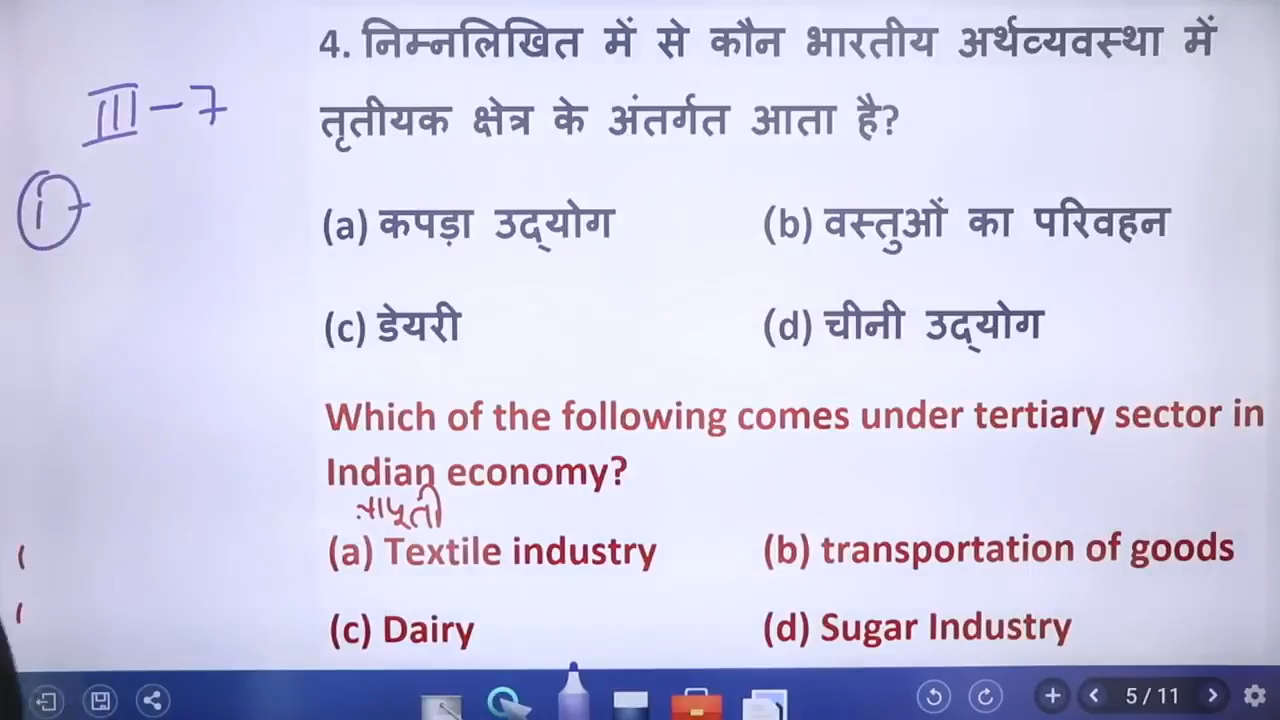 4. निम्नलिखित में से कौन भारतीय अर्थव्यवस्था में
III-7
तृतीयक क्षेत्र के अंतर्गत आता है?
i
(a) कपड़ा उद्योग (b) वस्तुओं का परिवहन
(c) डेयरी (d) चीनी उद्योग
Which of the following comes under tertiary sector in
Indian economy?
(a) Textile industry (b) transportation of goods
(c) Dairy (d) Sugar Industry
5 / 11